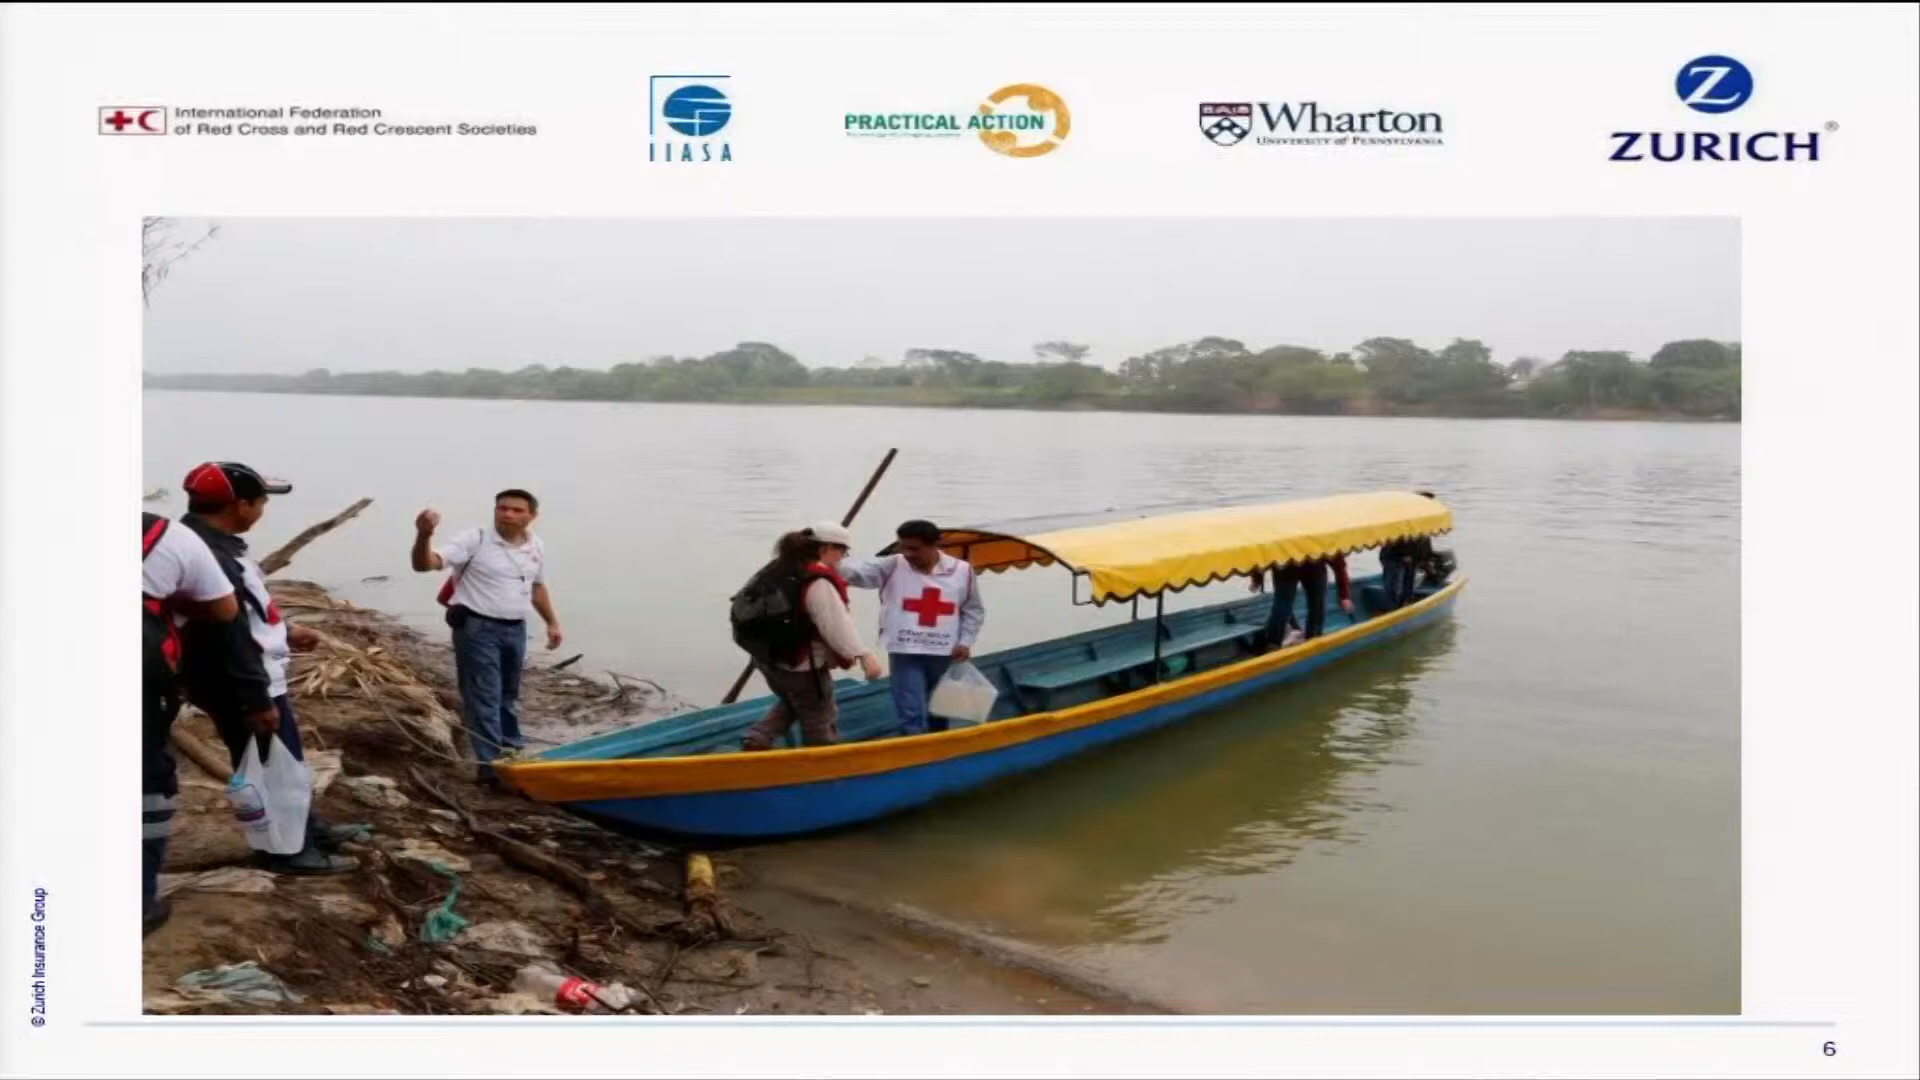 International Federation
of Red Cross and Red Crescent Societies
IIASA
PRACTICAL ACTION
Wharton
UNIVERSITY of PENNSYLVANIA
Z
ZURICH®
© Zurich Insurance Group
6